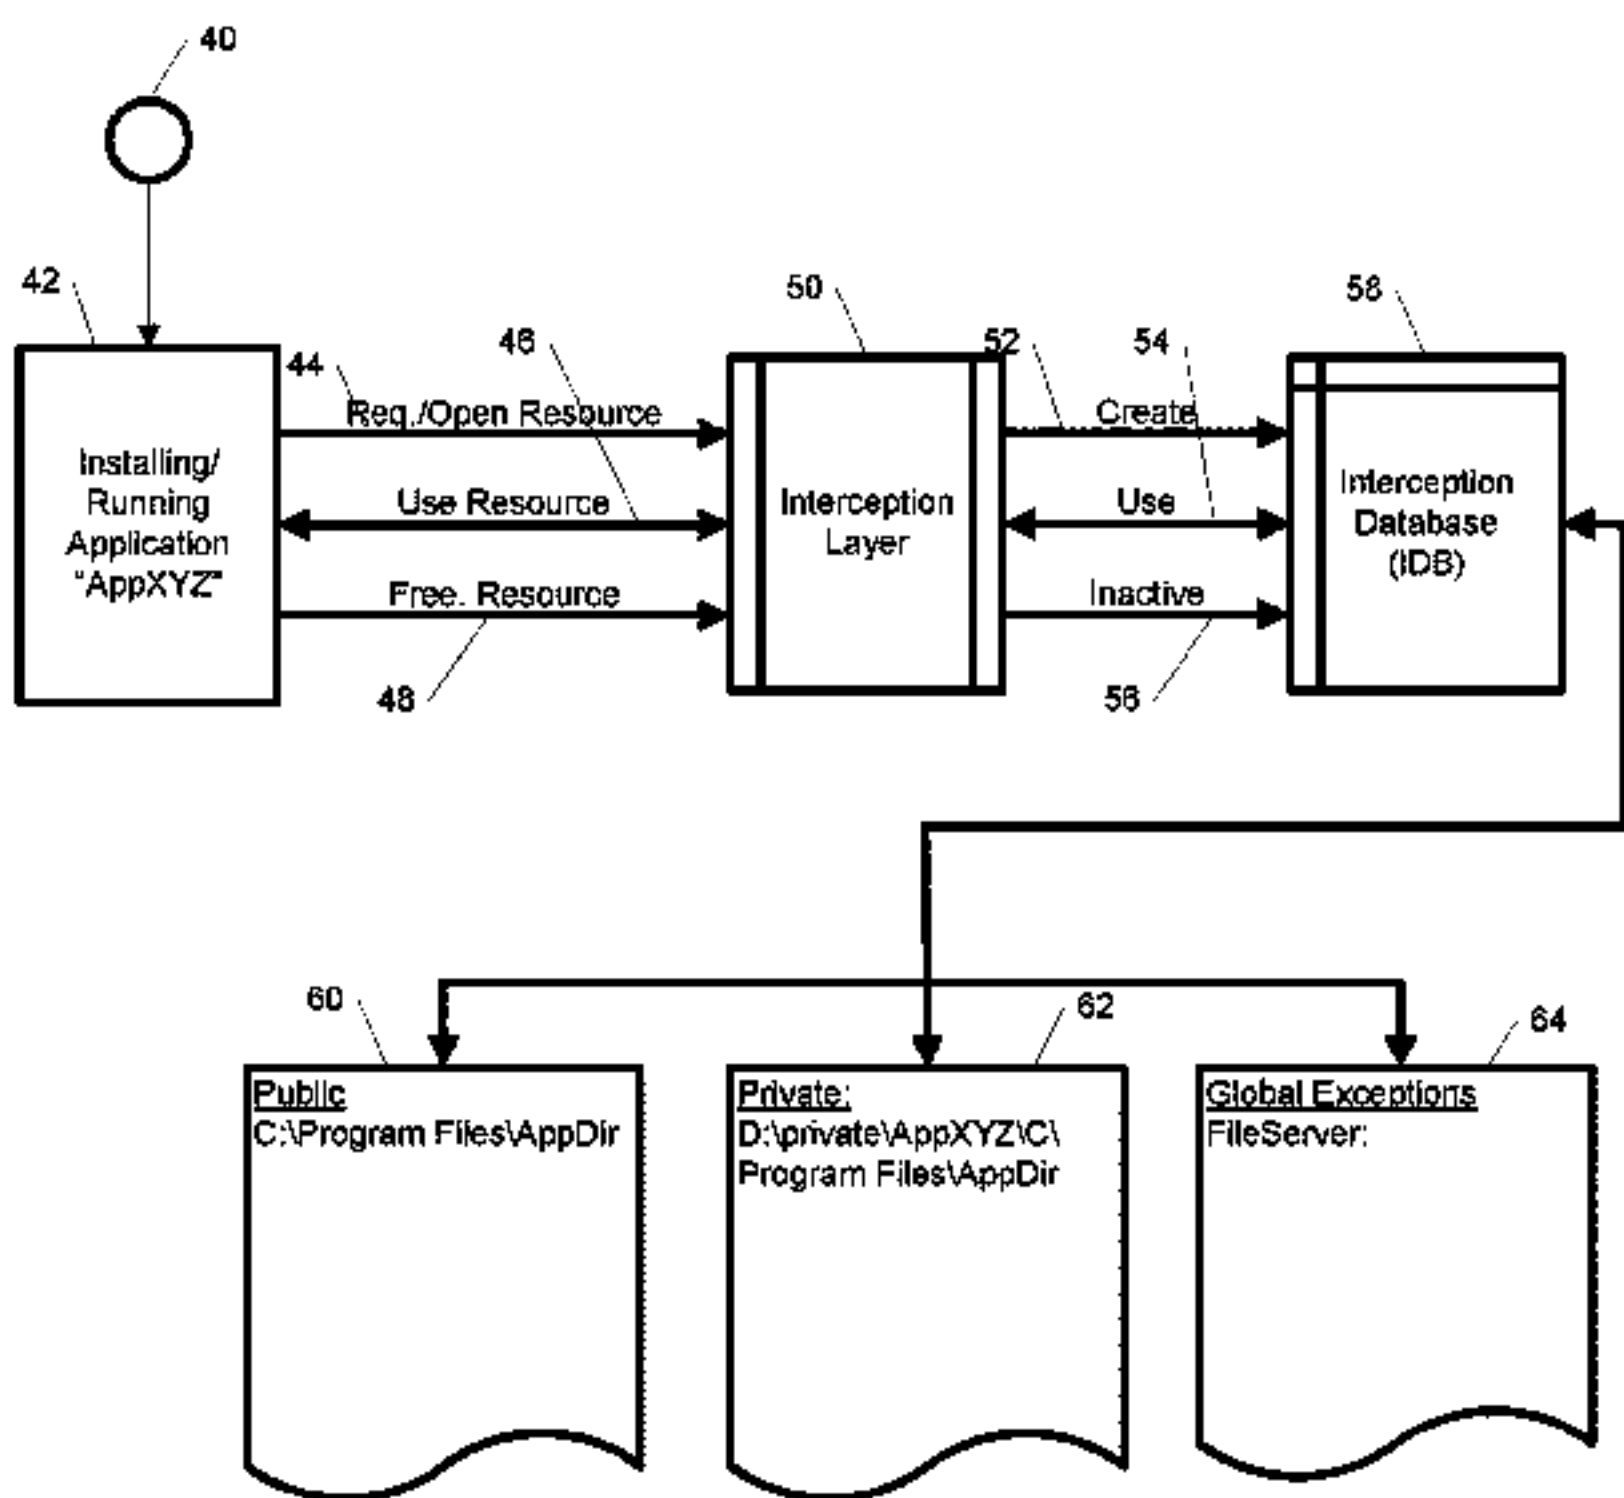 40
42
44
46
50
52
54
58
Req./Open Resource
Create
Installing/
Running
Application
"AppXYZ"
Use Resource
Interception
Layer
Use
Interception
Database
(IDB)
Free. Resource
Inactive
48
56
60
62
64
Public
C:\Program Files\AppDir
Private:
D:\private\AppXYZ\C\
Program Files\AppDir
Global Exceptions
FileServer: